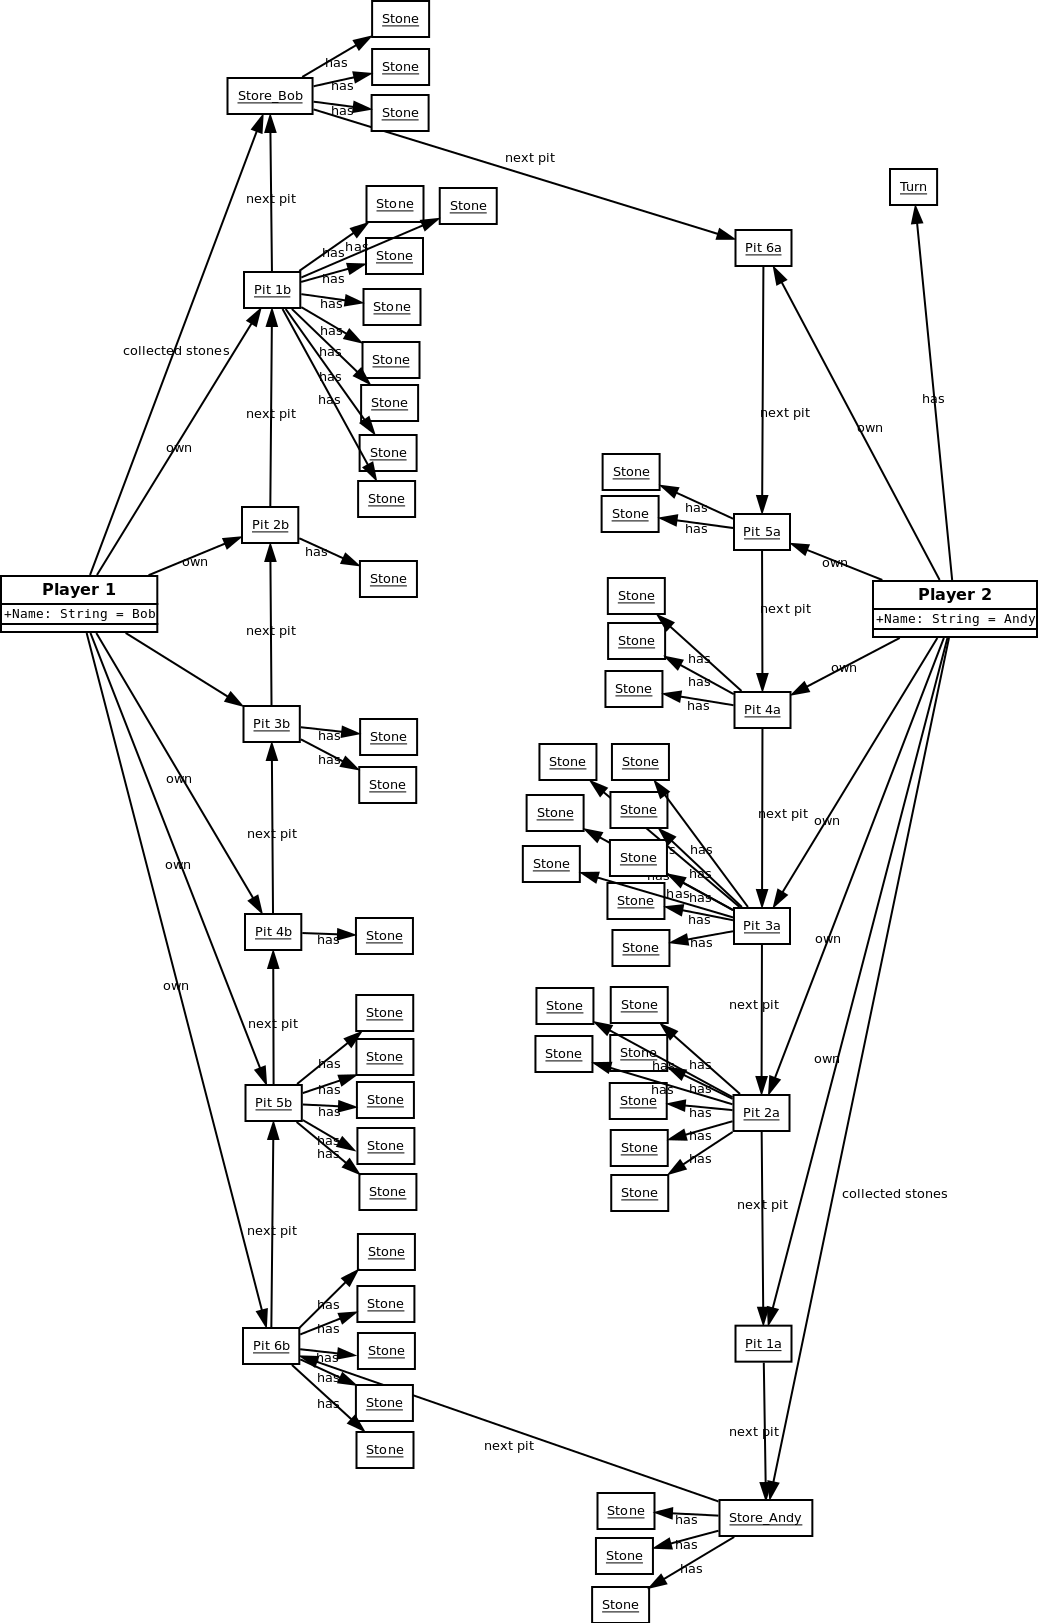 Stone
has
Stone
has
Store_Bob
Stone
has
next pit
Turn
Stone
Stone
next pit
has
has
Stone
Pit 6a
has
Pit 1b
Stone
has
has
collected stones
Stone
has
has
has
Stone
has
next pit
next pit
own
own
Stone
Stone
Stone
has
Stone
Stone
has
Pit 2b
Pit 5a
has
own
own
Stone
Player 1
+Name: String = Bob
Player 2
+Name: String = Andy
Stone
next pit
next pit
Stone
has
own
has
Stone
has
Pit 4a
Pit 3b
has
Stone
has
Stone
Stone
own
Stone
Stone
Stone
next pit
own
next pit
has
Stone
Stone
own
has
has
Stone
has
has
Stone
has
Pit 3a
Pit 4b
has
Stone
Stone
has
own
own
Stone
Stone
next pit
Stone
next pit
Stone
Stone
Stone
own
has
has
has
has
has
has
Pit 5b
Stone
Stone
has
Pit 2a
has
has
Stone
Stone
has
has
Stone
Stone
collected stones
next pit
next pit
Stone
has
Stone
has
Pit 6b
Stone
Pit 1a
has
has
Stone
has
next pit
next pit
Stone
Stone
has
Store_Andy
has
Stone
has
Stone